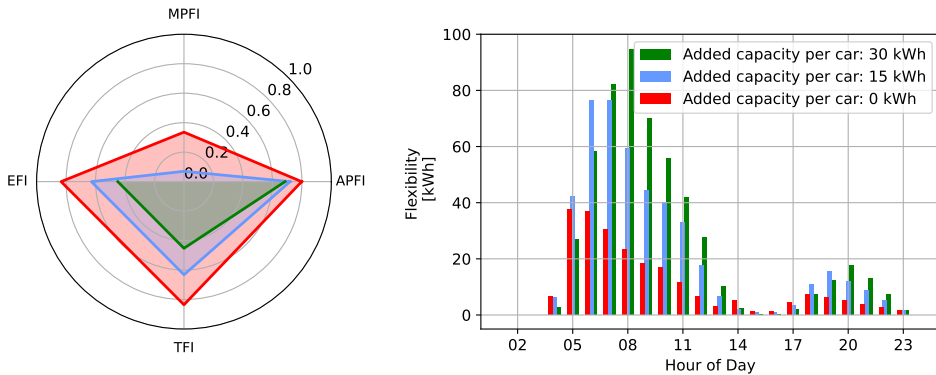 MPFI
1.0
0.8
0.6
0.4
0.2
0.0
EFI
APFI
TFI
100
80
60
40
20
0
Flexibility
[kWh]
Added capacity per car: 30 kWh
Added capacity per car: 15 kWh
Added capacity per car: 0 kWh
02 05 08 11 14 17 20 23
Hour of Day